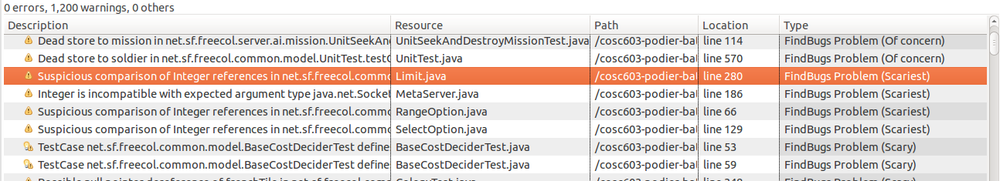 0 errors, 1,200 warnings, 0 others
Description Resource Path Location Type
Dead store to mission in net.sf.freecol.server.ai.mission.UnitSeekAn UnitSeekAndDestroyMissionTest.java /cosc603-podier-ba line 114 FindBugs Problem (Of concern)
Dead store to soldier in net.sf.freecol.common.model.UnitTest.test UnitTest.java /cosc603-podier-ba line 570 FindBugs Problem (Of concern)
Suspicious comparison of Integer references in net.sf.freecol.commo Limit.java /cosc603-podier-ba line 280 FindBugs Problem (Scariest)
Integer is incompatible with expected argument type java.net.Socket MetaServer.java /cosc603-podier-ba line 186 FindBugs Problem (Scariest)
Suspicious comparison of Integer references in net.sf.freecol.commo RangeOption.java /cosc603-podier-ba line 66 FindBugs Problem (Scariest)
Suspicious comparison of Integer references in net.sf.freecol.commo SelectOption.java /cosc603-podier-ba line 129 FindBugs Problem (Scariest)
TestCase net.sf.freecol.common.model.BaseCostDeciderTest define BaseCostDeciderTest.java /cosc603-podier-ba line 53 FindBugs Problem (Scary)
TestCase net.sf.freecol.common.model.BaseCostDeciderTest define BaseCostDeciderTest.java /cosc603-podier-ba line 59 FindBugs Problem (Scary)